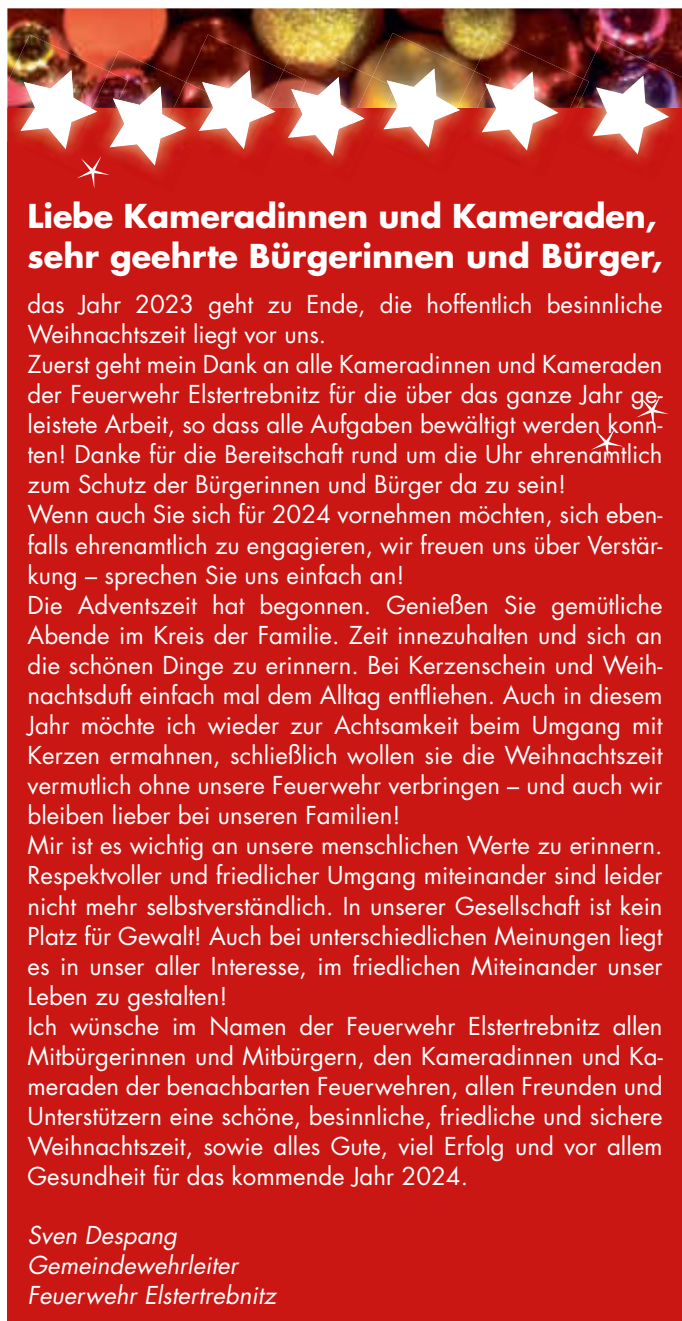 Liebe Kameradinnen und Kameraden,
sehr geehrte Bürgerinnen und Bürger,
das Jahr 2023 geht zu Ende, die hoffentlich besinnliche
Weihnachtszeit liegt vor uns.
Zuerst geht mein Dank an alle Kameradinnen und Kameraden
der Feuerwehr Elstertrebnitz für die über das ganze Jahr ge-
leistete Arbeit, so dass alle Aufgaben bewältigt werden konn-
ten! Danke für die Bereitschaft rund um die Uhr ehrenamtlich
zum Schutz der Bürgerinnen und Bürger da zu sein!
Wenn auch Sie sich für 2024 vornehmen möchten, sich eben-
falls ehrenamtlich zu engagieren, wir freuen uns über Verstär-
kung – sprechen Sie uns einfach an!
Die Adventszeit hat begonnen. Genießen Sie gemütliche
Abende im Kreis der Familie. Zeit innezuhalten und sich an
die schönen Dinge zu erinnern. Bei Kerzenschein und Weih-
nachtsduft einfach mal dem Alltag entfliehen. Auch in diesem
Jahr möchte ich wieder zur Achtsamkeit beim Umgang mit
Kerzen ermahnen, schließlich wollen sie die Weihnachtszeit
vermutlich ohne unsere Feuerwehr verbringen – und auch wir
bleiben lieber bei unseren Familien!
Mir ist es wichtig an unsere menschlichen Werte zu erinnern.
Respektvoller und friedlicher Umgang miteinander sind leider
nicht mehr selbstverständlich. In unserer Gesellschaft ist kein
Platz für Gewalt! Auch bei unterschiedlichen Meinungen liegt
es in unser aller Interesse, im friedlichen Miteinander unser
Leben zu gestalten!
Ich wünsche im Namen der Feuerwehr Elstertrebnitz allen
Mitbürgerinnen und Mitbürgern, den Kameradinnen und Ka-
meraden der benachbarten Feuerwehren, allen Freunden und
Unterstützern eine schöne, besinnliche, friedliche und sichere
Weihnachtszeit, sowie alles Gute, viel Erfolg und vor allem
Gesundheit für das kommende Jahr 2024.
Sven Despang
Gemeindewehrleiter
Feuerwehr Elstertrebnitz